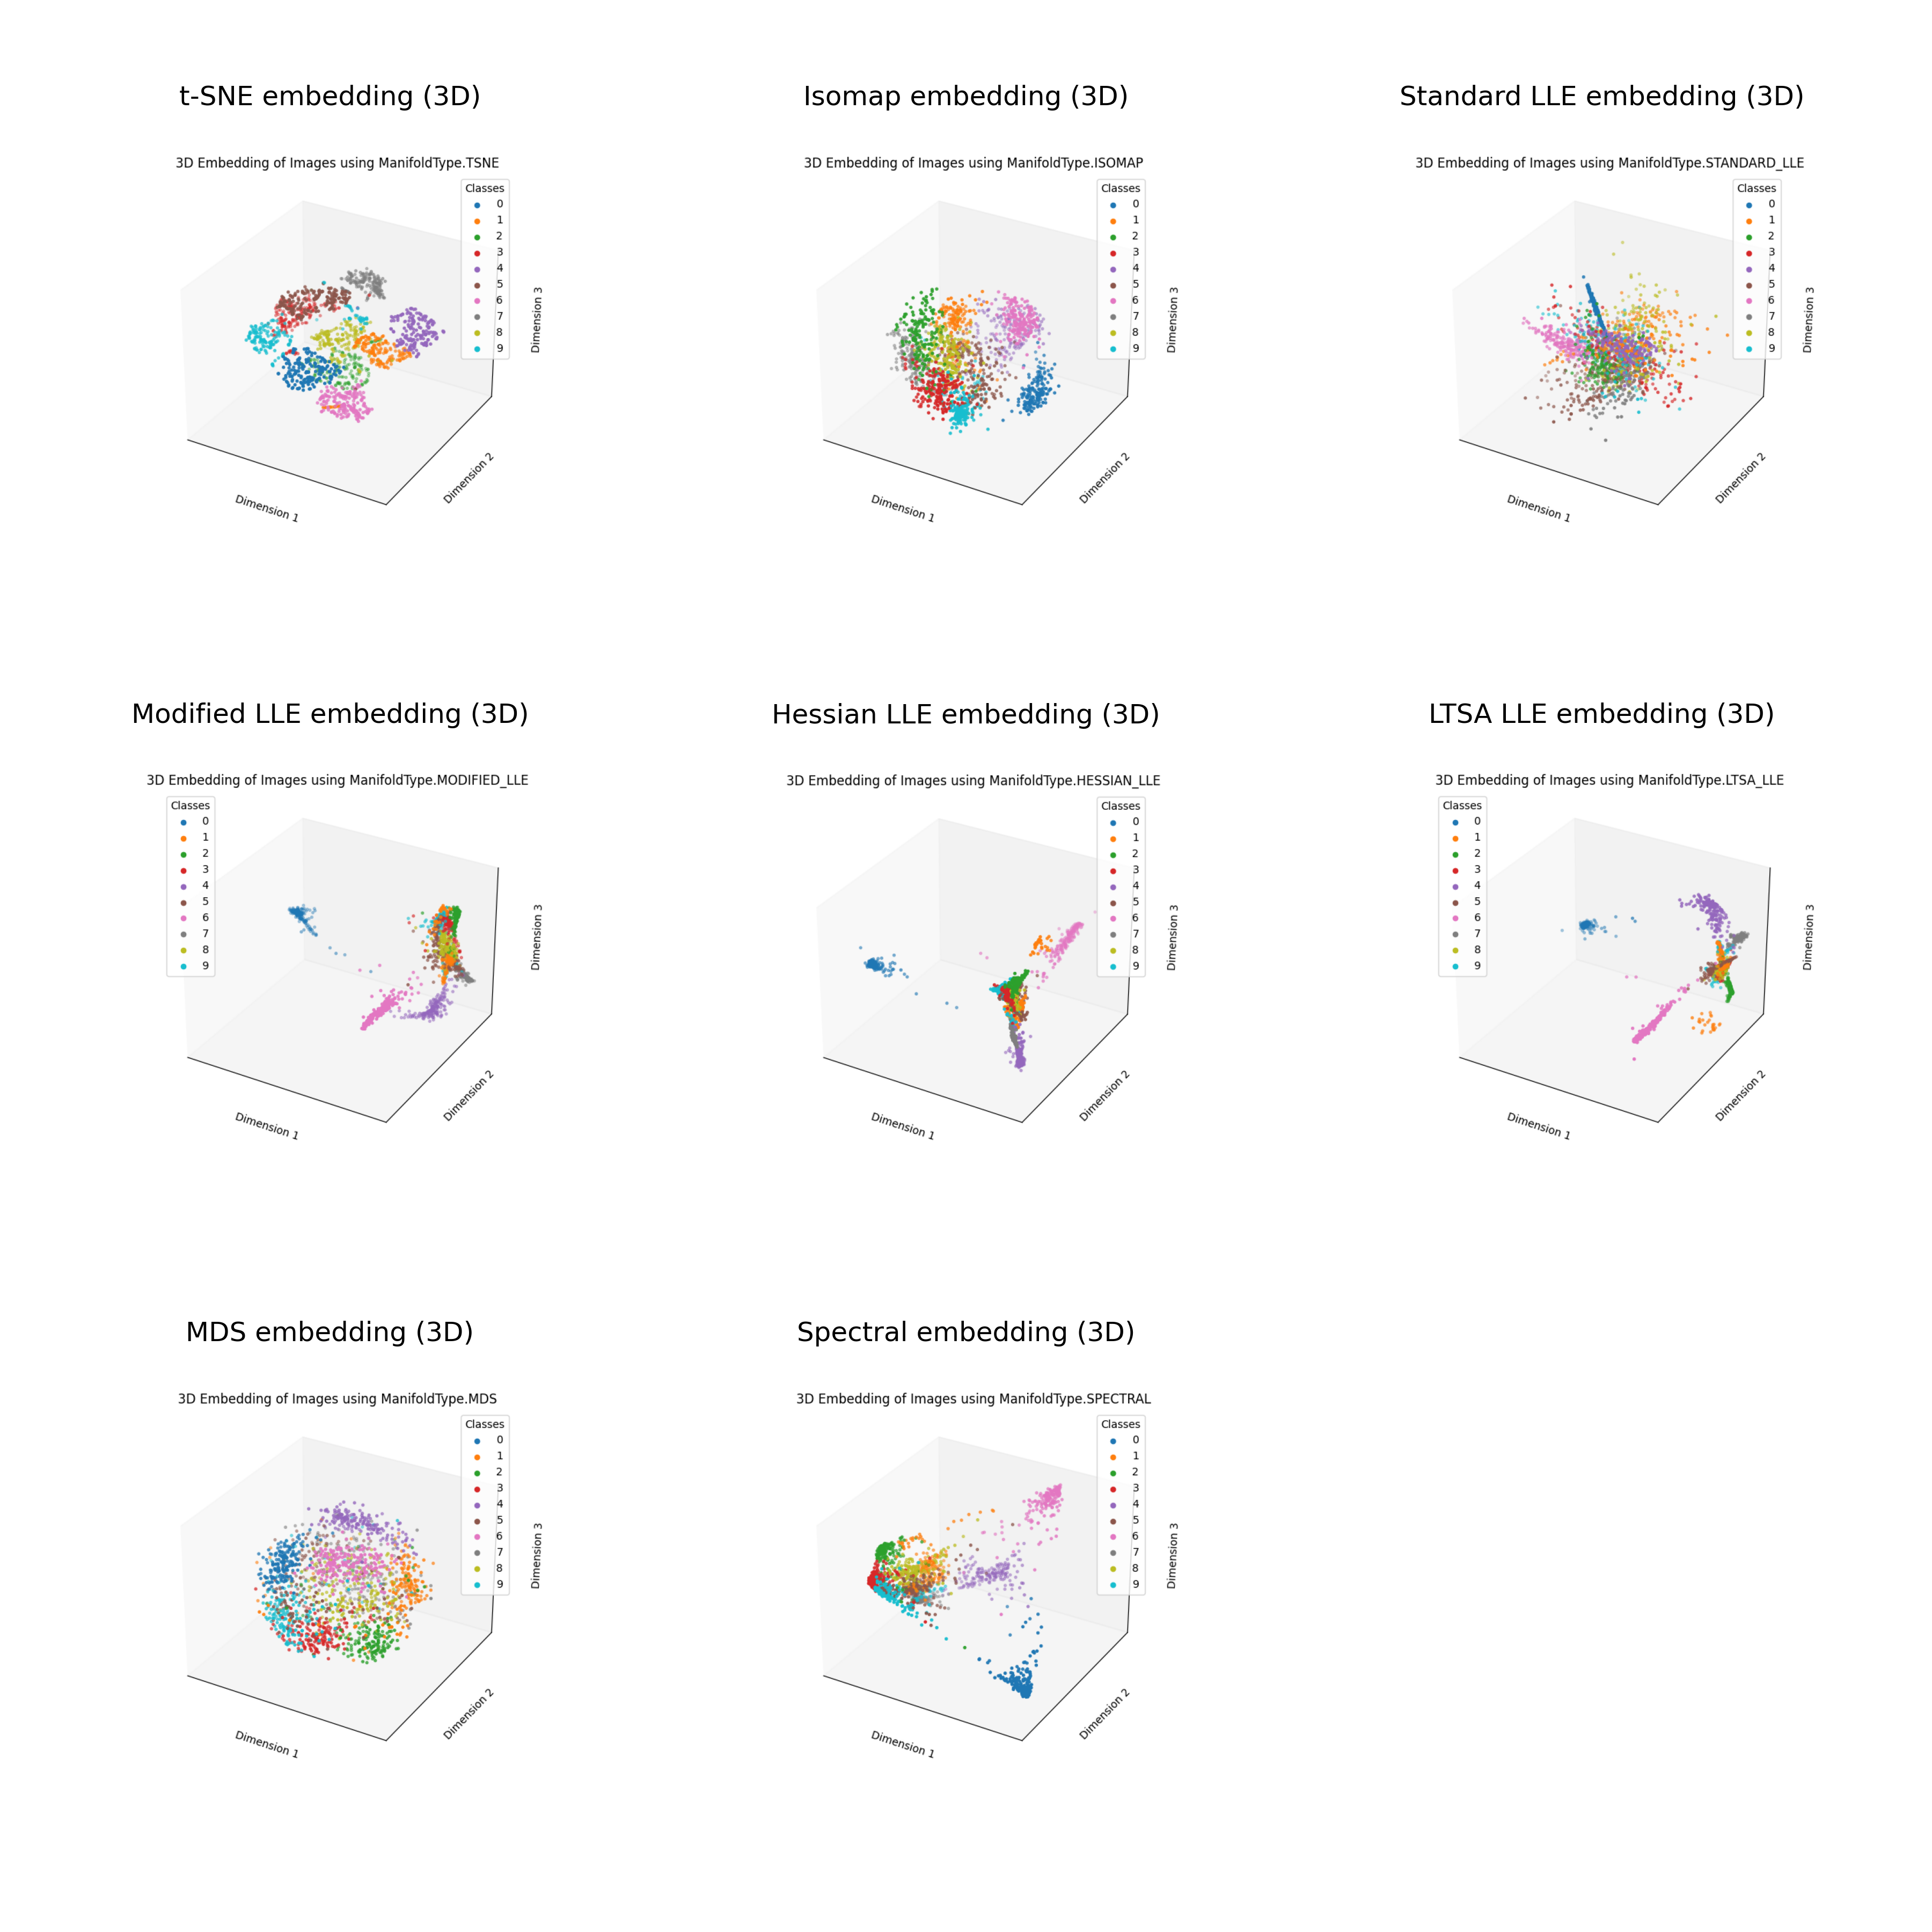 t-SNE embedding (3D)
3D Embedding of Images using ManifoldType.TSNE
Classes
0
1
2
3
4
5
6
7
8
9
Dimension 3
Dimension 2
Dimension 1
Isomap embedding (3D)
3D Embedding of Images using ManifoldType.ISOMAP
Classes
0
1
2
3
4
5
6
7
8
9
Dimension 3
Dimension 2
Dimension 1
Standard LLE embedding (3D)
3D Embedding of Images using ManifoldType.STANDARD_LLE
Classes
0
1
2
3
4
5
6
7
8
9
Dimension 3
Dimension 2
Dimension 1
Modified LLE embedding (3D)
3D Embedding of Images using ManifoldType.MODIFIED_LLE
Classes
0
1
2
3
4
5
6
7
8
9
Dimension 3
Dimension 2
Dimension 1
Hessian LLE embedding (3D)
3D Embedding of Images using ManifoldType.HESSIAN_LLE
Classes
0
1
2
3
4
5
6
7
8
9
Dimension 3
Dimension 2
Dimension 1
LTSA LLE embedding (3D)
3D Embedding of Images using ManifoldType.LTSA_LLE
Classes
0
1
2
3
4
5
6
7
8
9
Dimension 3
Dimension 2
Dimension 1
MDS embedding (3D)
3D Embedding of Images using ManifoldType.MDS
Classes
0
1
2
3
4
5
6
7
8
9
Dimension 3
Dimension 2
Dimension 1
Spectral embedding (3D)
3D Embedding of Images using ManifoldType.SPECTRAL
Classes
0
1
2
3
4
5
6
7
8
9
Dimension 3
Dimension 2
Dimension 1